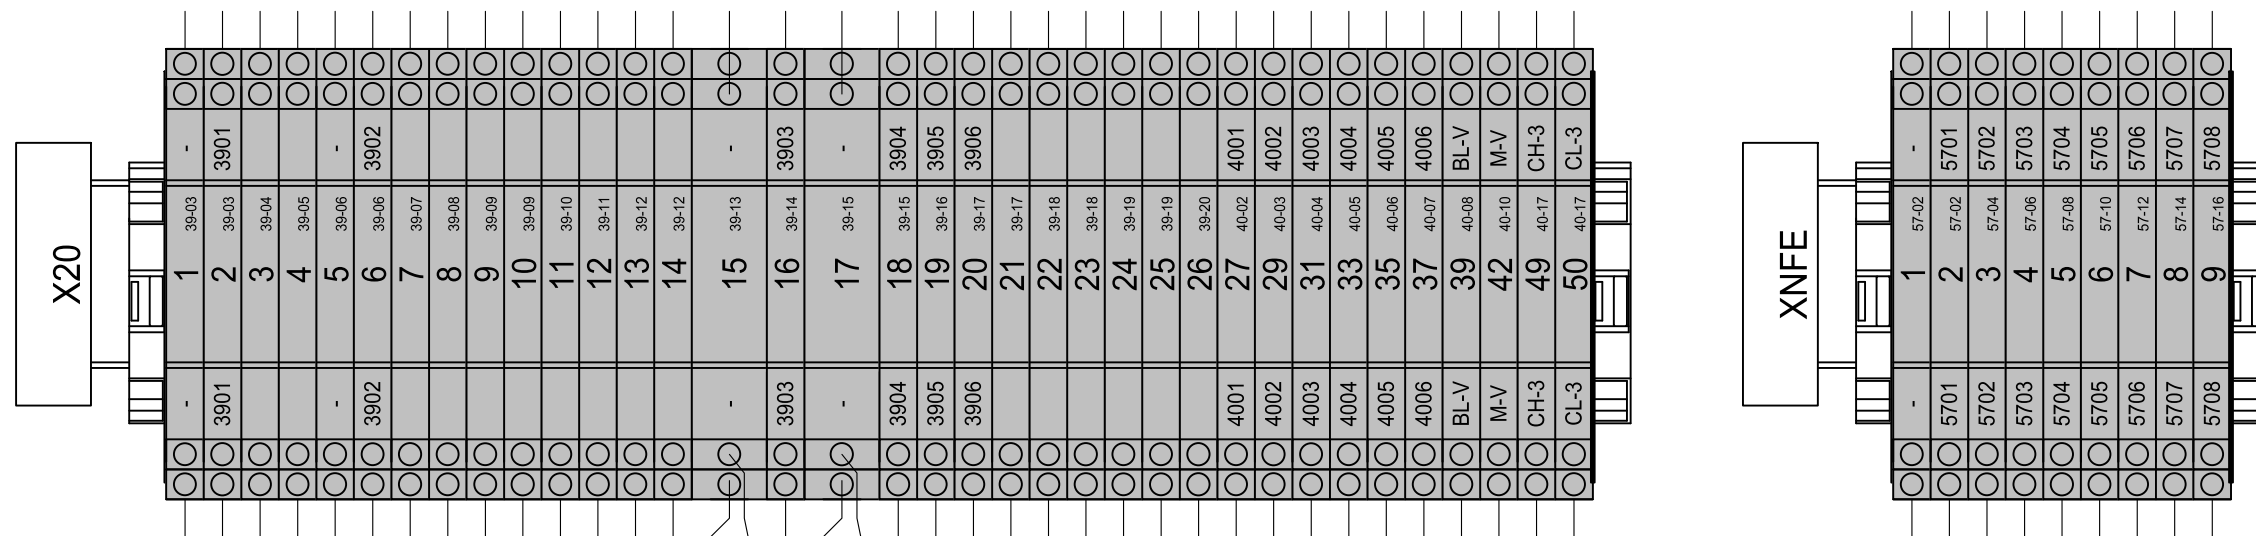 X20
- 3901 - 3902 - 3903 - 3904 3905 3906 4001 4002 4003 4004 4005 4006 BL-V M-V CH-3 CL-3
39-03 39-03 39-04 39-05 39-06 39-06 39-07 39-08 39-09 39-09 39-10 39-11 39-12 39-12 39-13 39-14 39-15 39-15 39-16 39-17 39-17 39-18 39-18 39-19 39-19 39-20 40-02 40-03 40-04 40-05 40-06 40-07 40-08 40-10 40-17 40-17
1 2 3 4 5 6 7 8 9 10 11 12 13 14 15 16 17 18 19 20 21 22 23 24 25 26 27 29 31 33 35 37 39 42 49 50
- 3901 - 3902 - 3903 - 3904 3905 3906 4001 4002 4003 4004 4005 4006 BL-V M-V CH-3 CL-3
XNFE
- 5701 5702 5703 5704 5705 5706 5707 5708
57-02 57-02 57-04 57-06 57-08 57-10 57-12 57-14 57-16
1 2 3 4 5 6 7 8 9
- 5701 5702 5703 5704 5705 5706 5707 5708